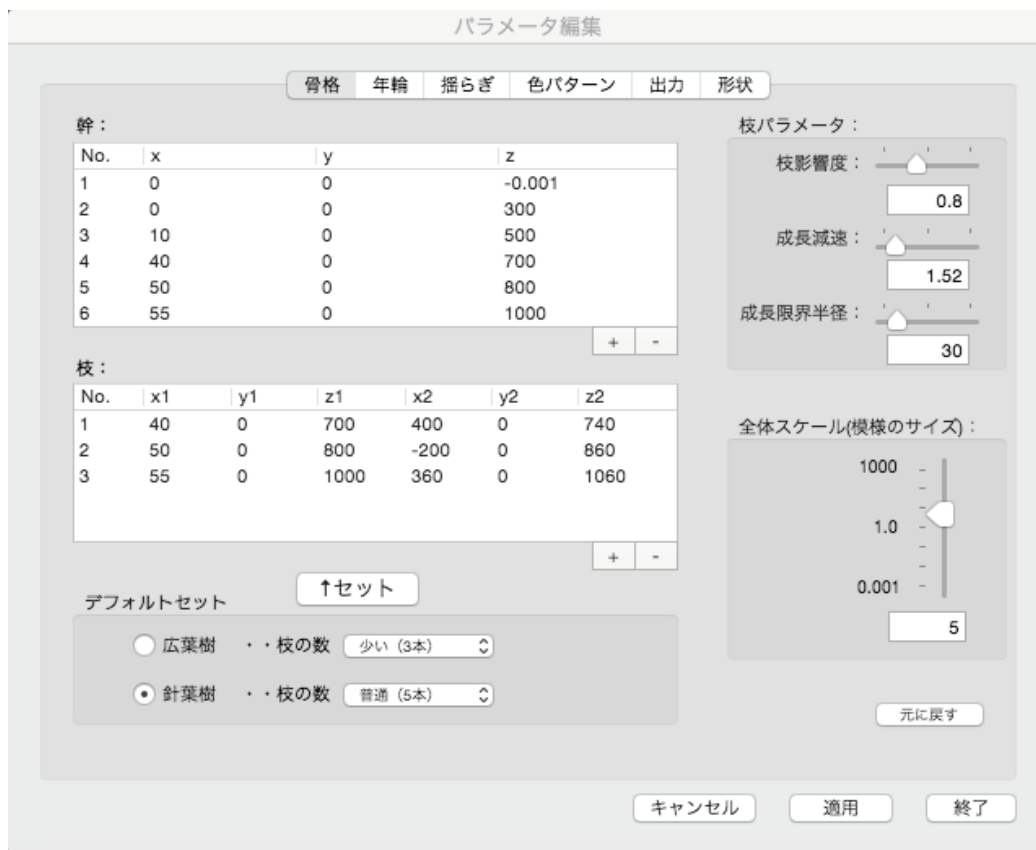 パラメータ編集
骨格 年輪 揺らぎ 色パターン 出力 形状
幹：
No. x y z
1 0 0 -0.001
2 0 0 300
3 10 0 500
4 40 0 700
5 50 0 800
6 55 0 1000
+ -
枝：
No. x1 y1 z1 x2 y2 z2
1 40 0 700 400 0 740
2 50 0 800 -200 0 860
3 55 0 1000 360 0 1060
+ -
↑セット
デフォルトセット
広葉樹 ・・枝の数 少い（3本）
針葉樹 ・・枝の数 普通（5本）
枝パラメータ：
枝影響度：
0.8
成長減速：
1.52
成長限界半径：
30
全体スケール(模様のサイズ)：
1000
1.0
0.001
5
元に戻す
キャンセル 適用 終了